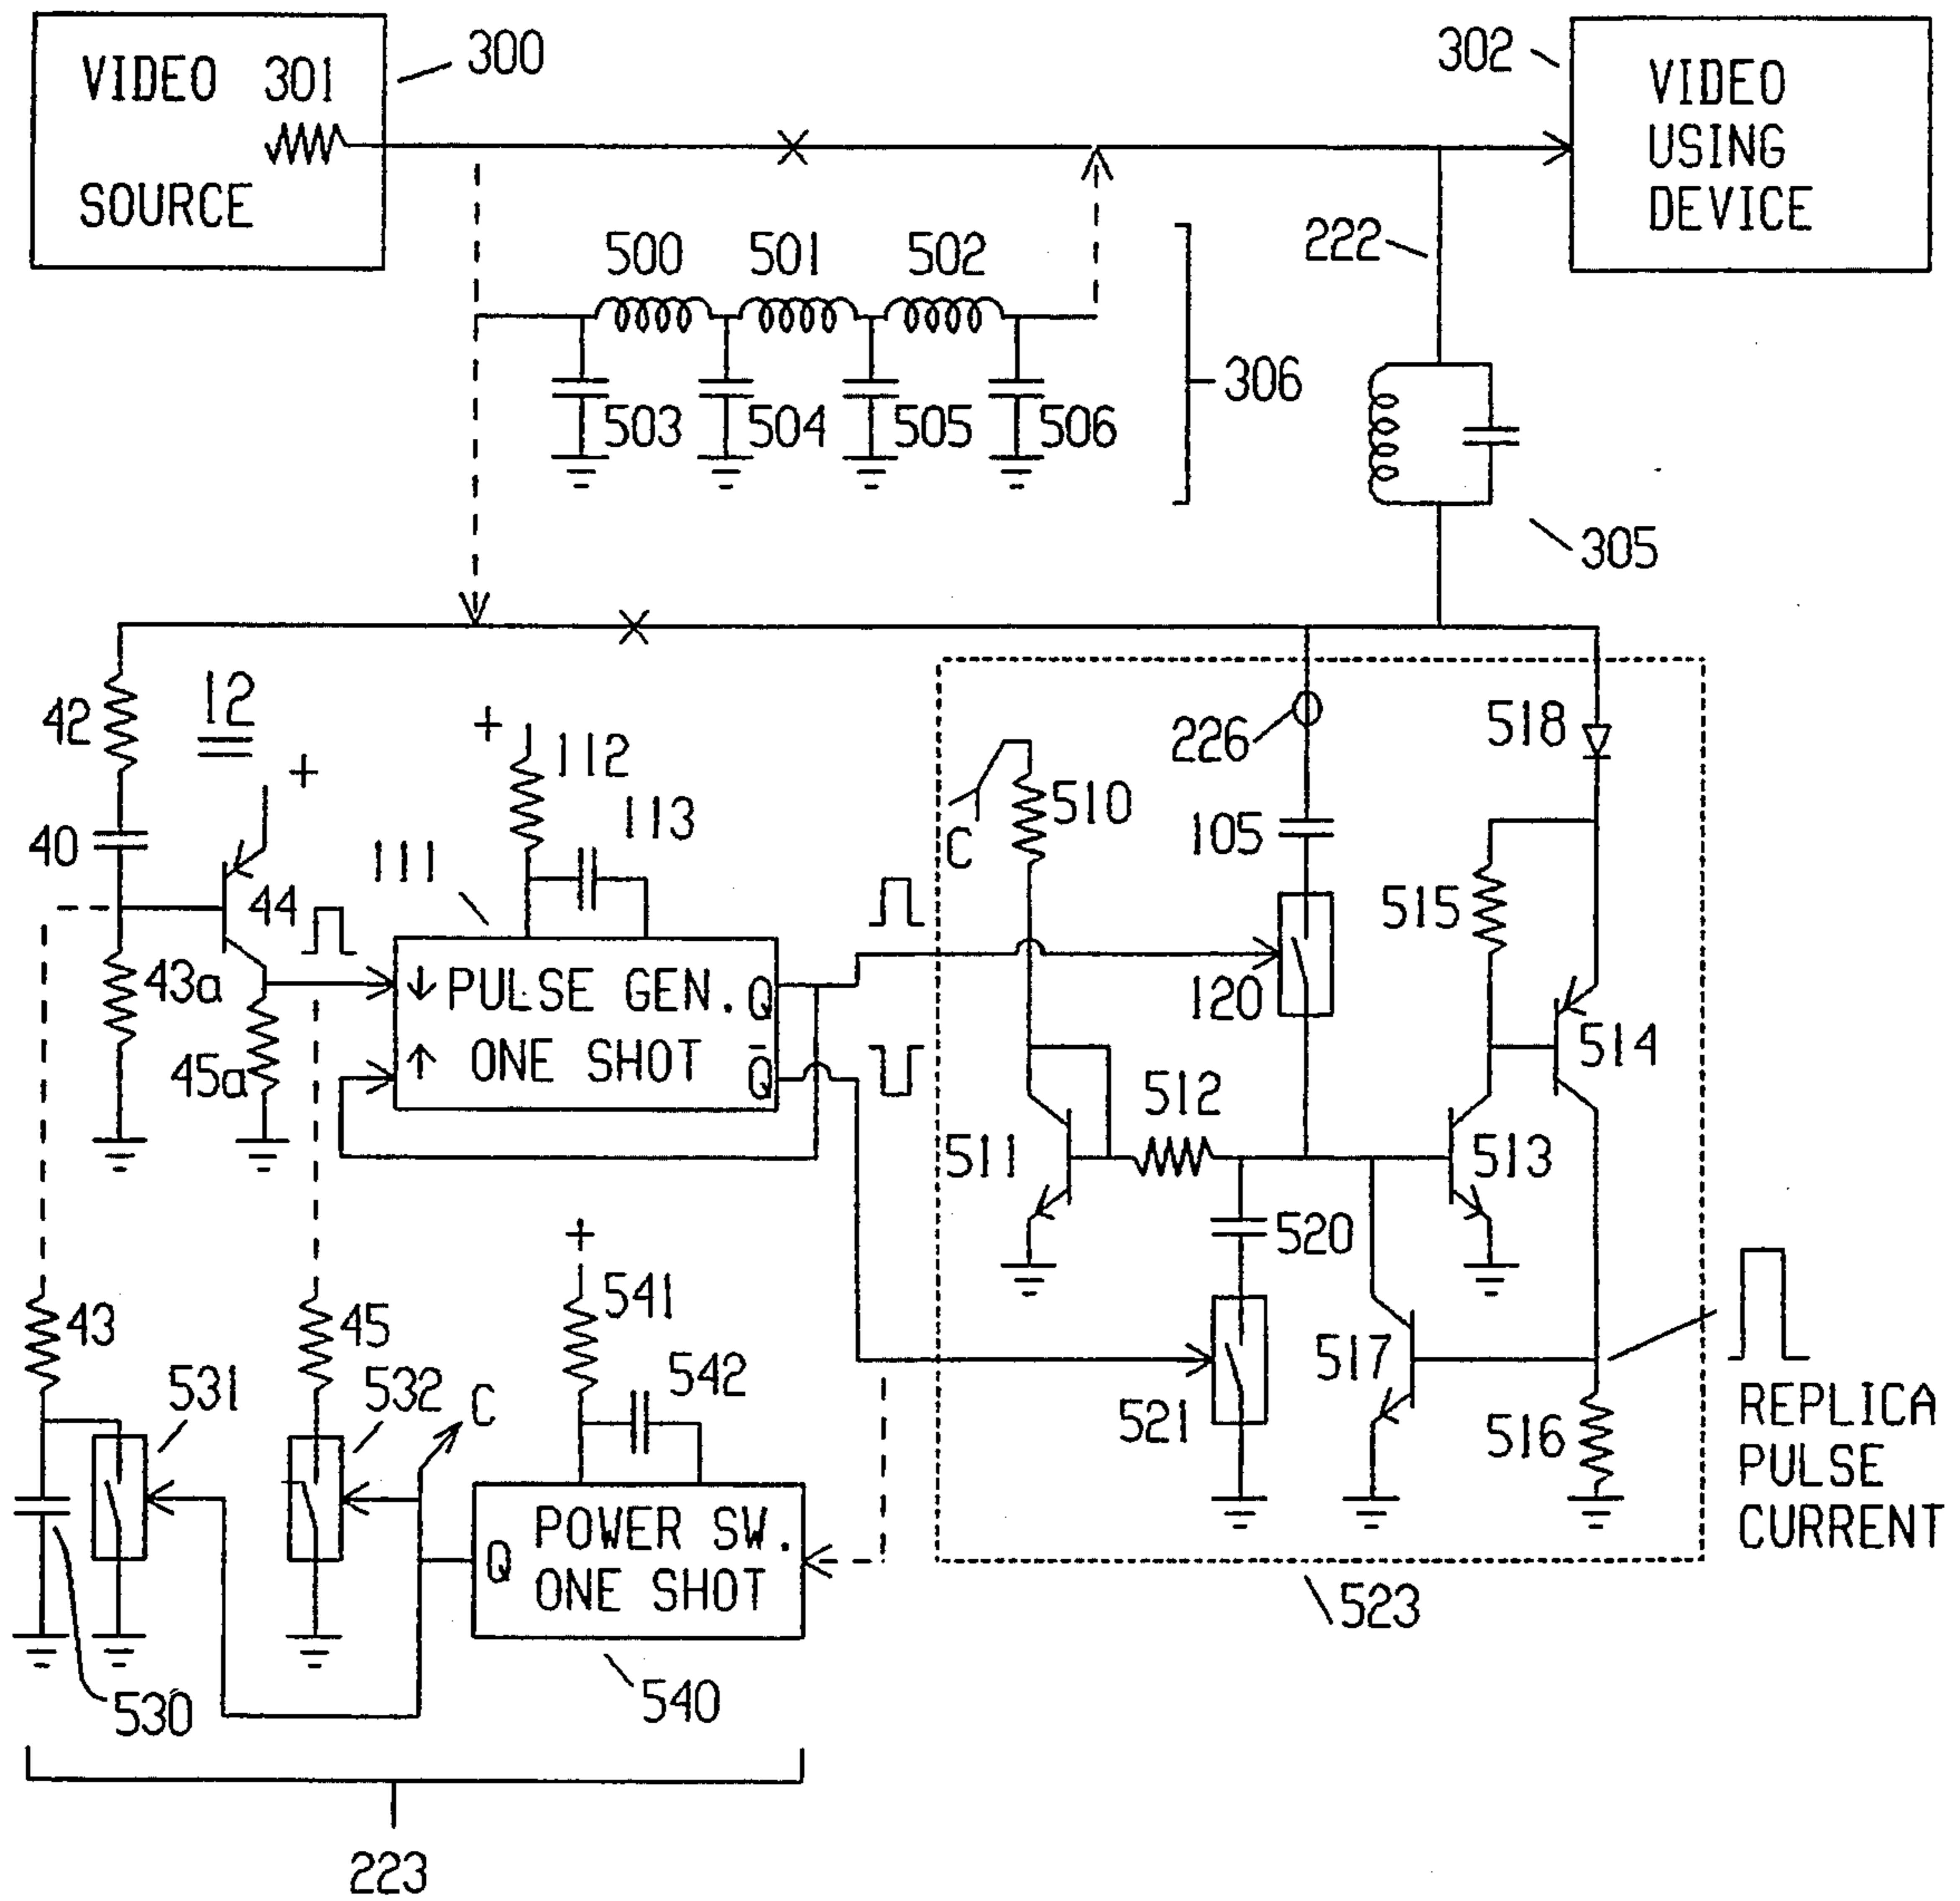 VIDEO 301
SOURCE
300
302
VIDEO
USING
DEVICE
222
500 501 502
306
503 504 505 506
305
42
12
+
+
112
113
226
518
40
C
510
105
111
44
515
43a
PULSE GEN. Q
120
ONE SHOT Q̅
514
45a
512
511
513
+
520
541
43
45
517
531
532
C
542
521
516
REPLICA
PULSE
CURRENT
Q
POWER SW.
ONE SHOT
523
530
540
223